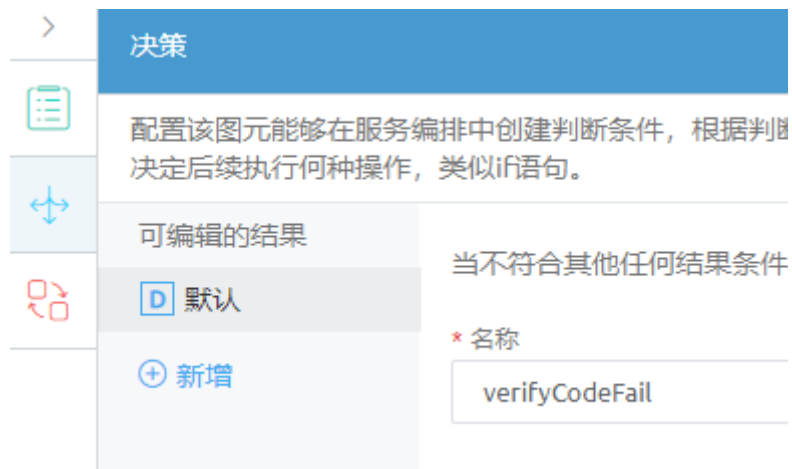 决策
配置该图元能够在服务编排中创建判断条件，根据判
决定后续执行何种操作，类似if语句。
可编辑的结果
当不符合其他任何结果条件
D 默认
* 名称
新增
verifyCodeFail